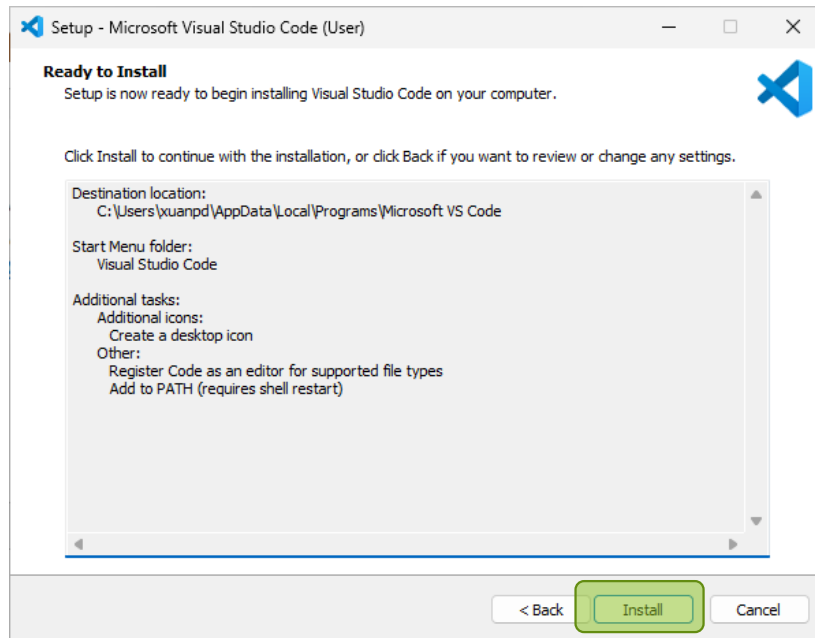 Setup - Microsoft Visual Studio Code (User)
Ready to Install
Setup is now ready to begin installing Visual Studio Code on your computer.
Click Install to continue with the installation, or click Back if you want to review or change any settings.
Destination location:
C:\Users\xuanpd\AppData\Local\Programs\Microsoft VS Code
Start Menu folder:
Visual Studio Code
Additional tasks:
Additional icons:
Create a desktop icon
Other:
Register Code as an editor for supported file types
Add to PATH (requires shell restart)
< Back Install Cancel